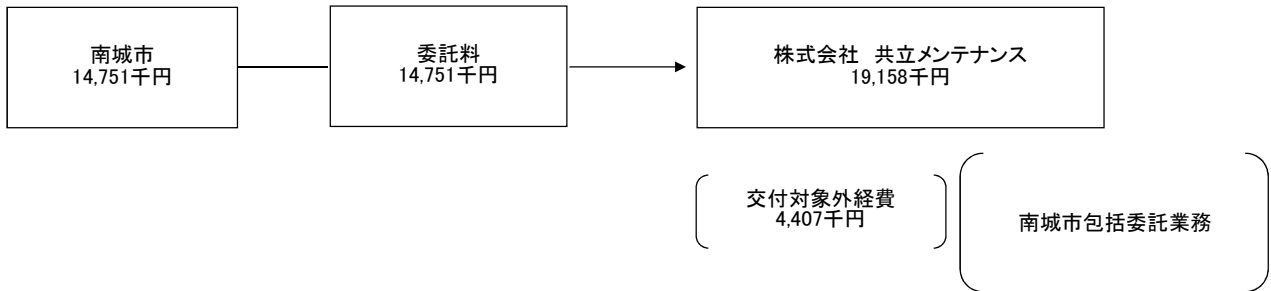 南城市
14,751千円
委託料
14,751千円
株式会社　共立メンテナンス
19,158千円
交付対象外経費
4,407千円
南城市包括委託業務